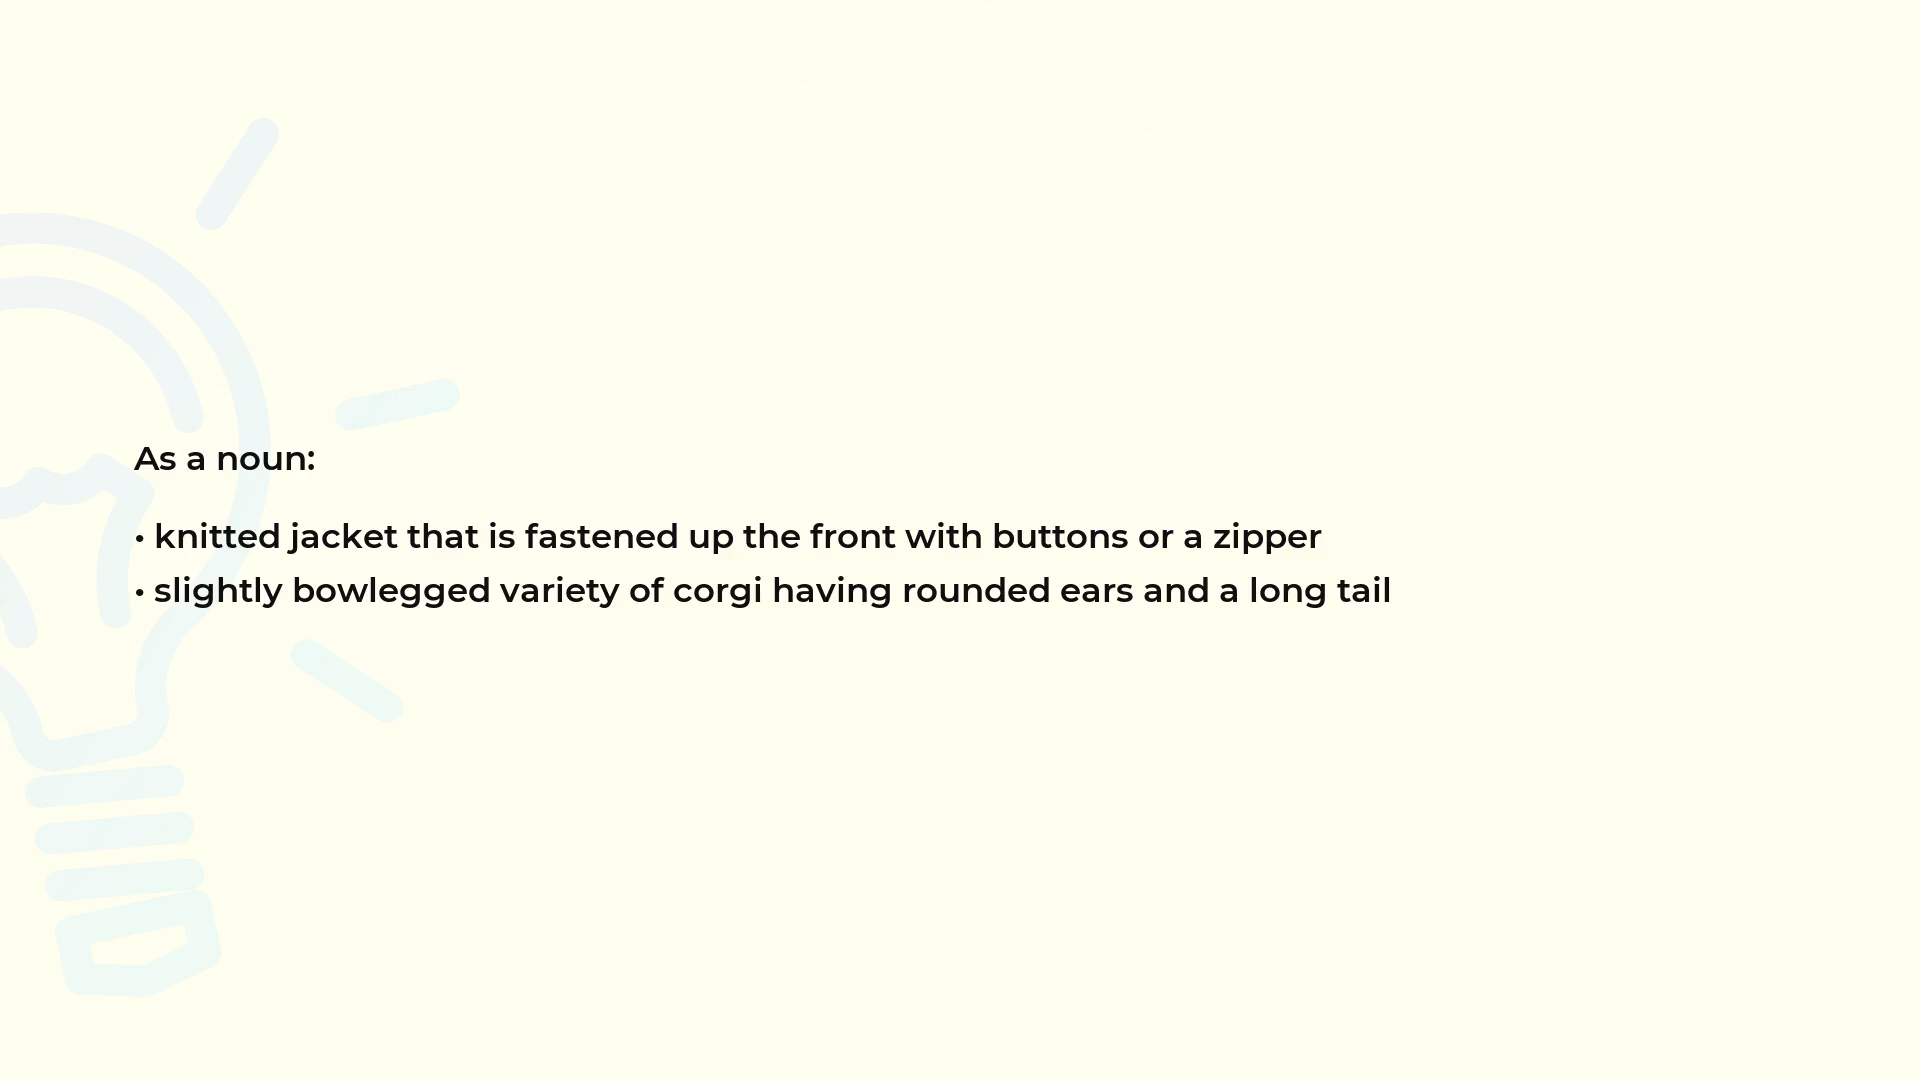 As a noun:
• knitted jacket that is fastened up the front with buttons or a zipper
• slightly bowlegged variety of corgi having rounded ears and a long tail